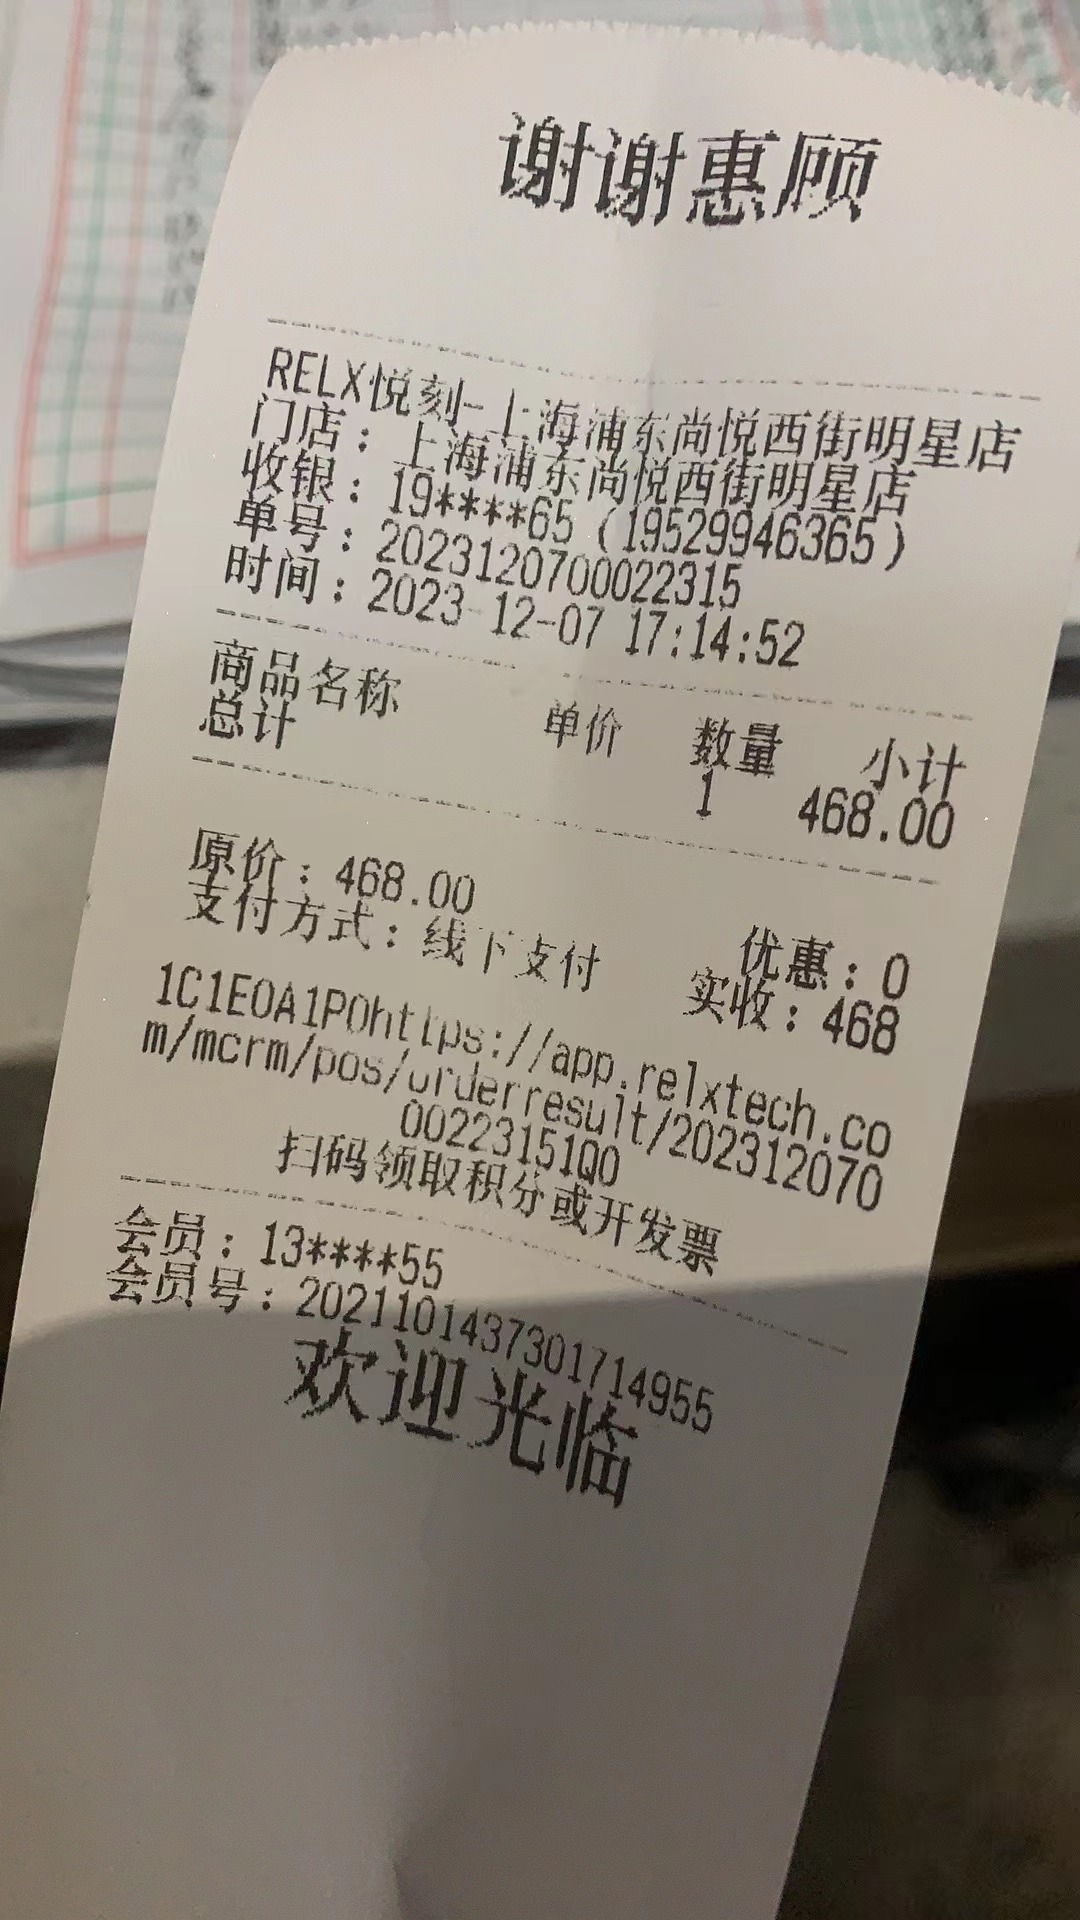 谢谢惠顾
RELX悦刻-上海浦东尚悦西街明星店
门店：上海浦东尚悦西街明星店
收银：19****65（19529946365）
单号：2023120700022315
时间：2023-12-07 17:14:52
商品名称 单价 数量 小计
总计 1 468.00
原价：468.00 优惠：0
支付方式：线下支付 实收：468
1C1E0A1P0https://app.relxtech.co
m/mcrm/pos/orderresult/202312070
00223151Q0
扫码领取积分或开发票
会员：13****55
会员号：2021101437301714955
欢迎光临